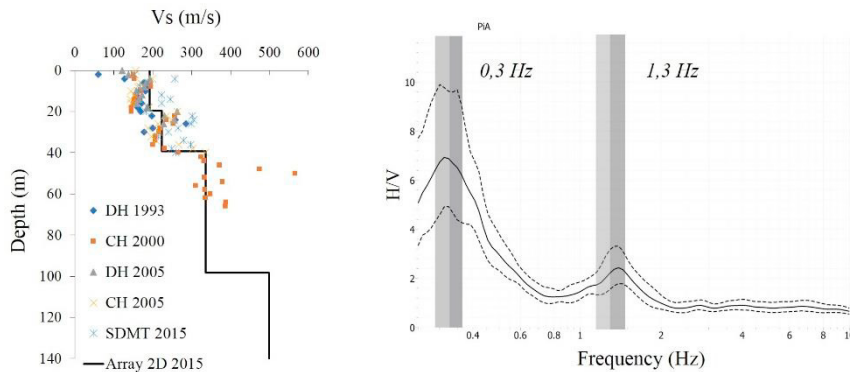 Vs (m/s)
0 100 200 300 400 500 600
0
20
40
60
80
100
120
140
Depth (m)
DH 1993
CH 2000
DH 2005
CH 2005
SDMT 2015
Array 2D 2015
PiA
0,3 Hz
1,3 Hz
10
8
6
4
2
0
H/V
0.4 0.6 0.8 1 2 4 6 8 10
Frequency (Hz)